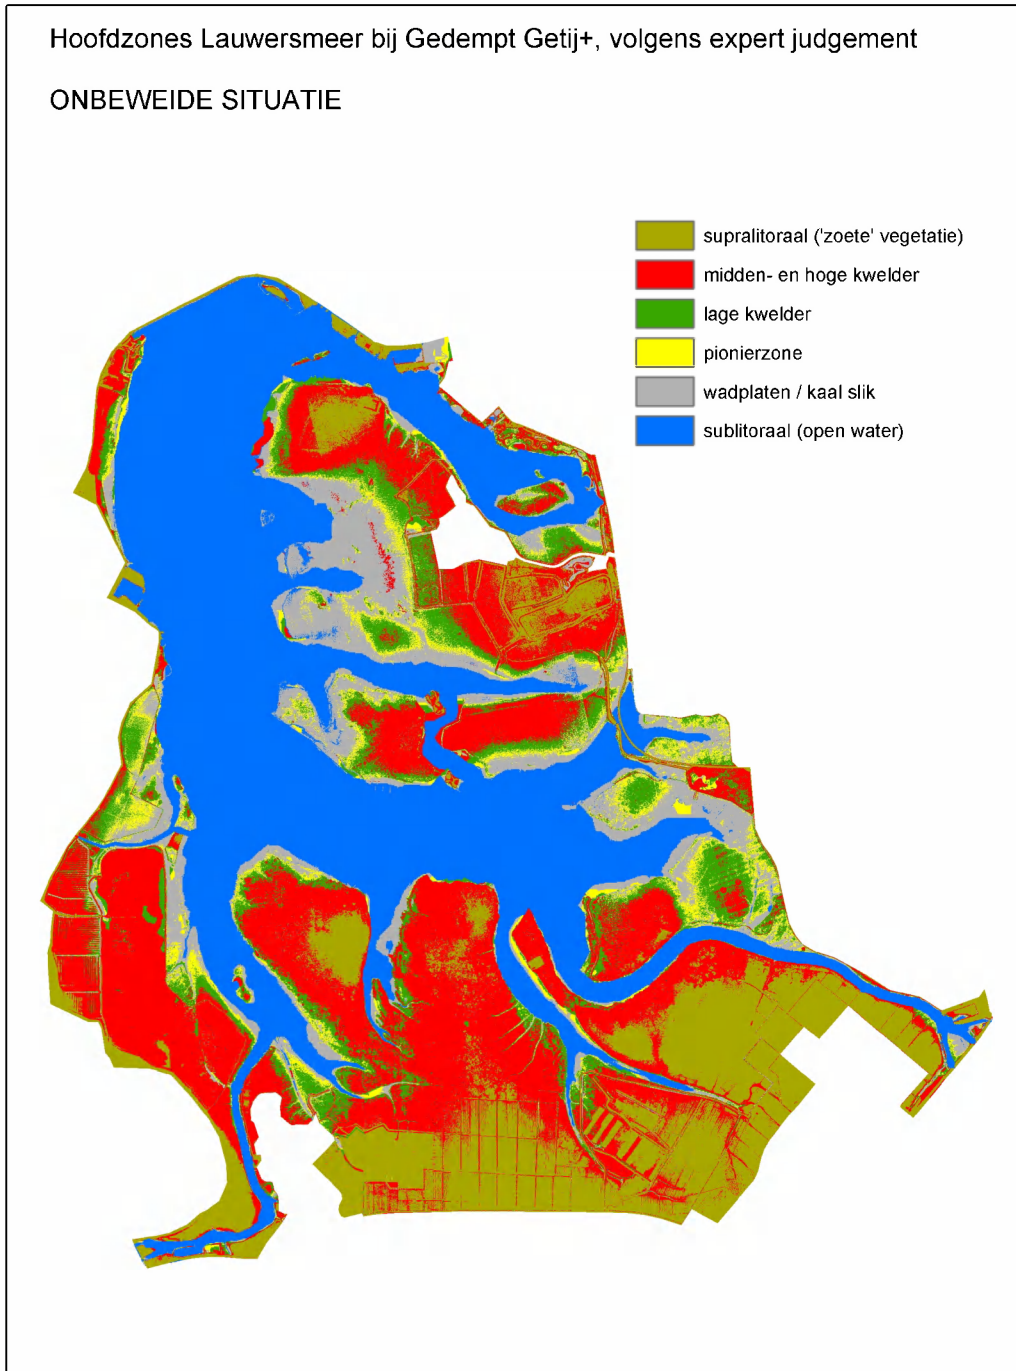 Hoofdzones Lauwersmeer bij Gedempt Getij+, volgens expert judgement
ONBEWEIDE SITUATIE
supralitoraal ('zoete' vegetatie)
midden- en hoge kwelder
lage kwelder
pionierzone
wadplaten / kaal slik
sublitoraal (open water)